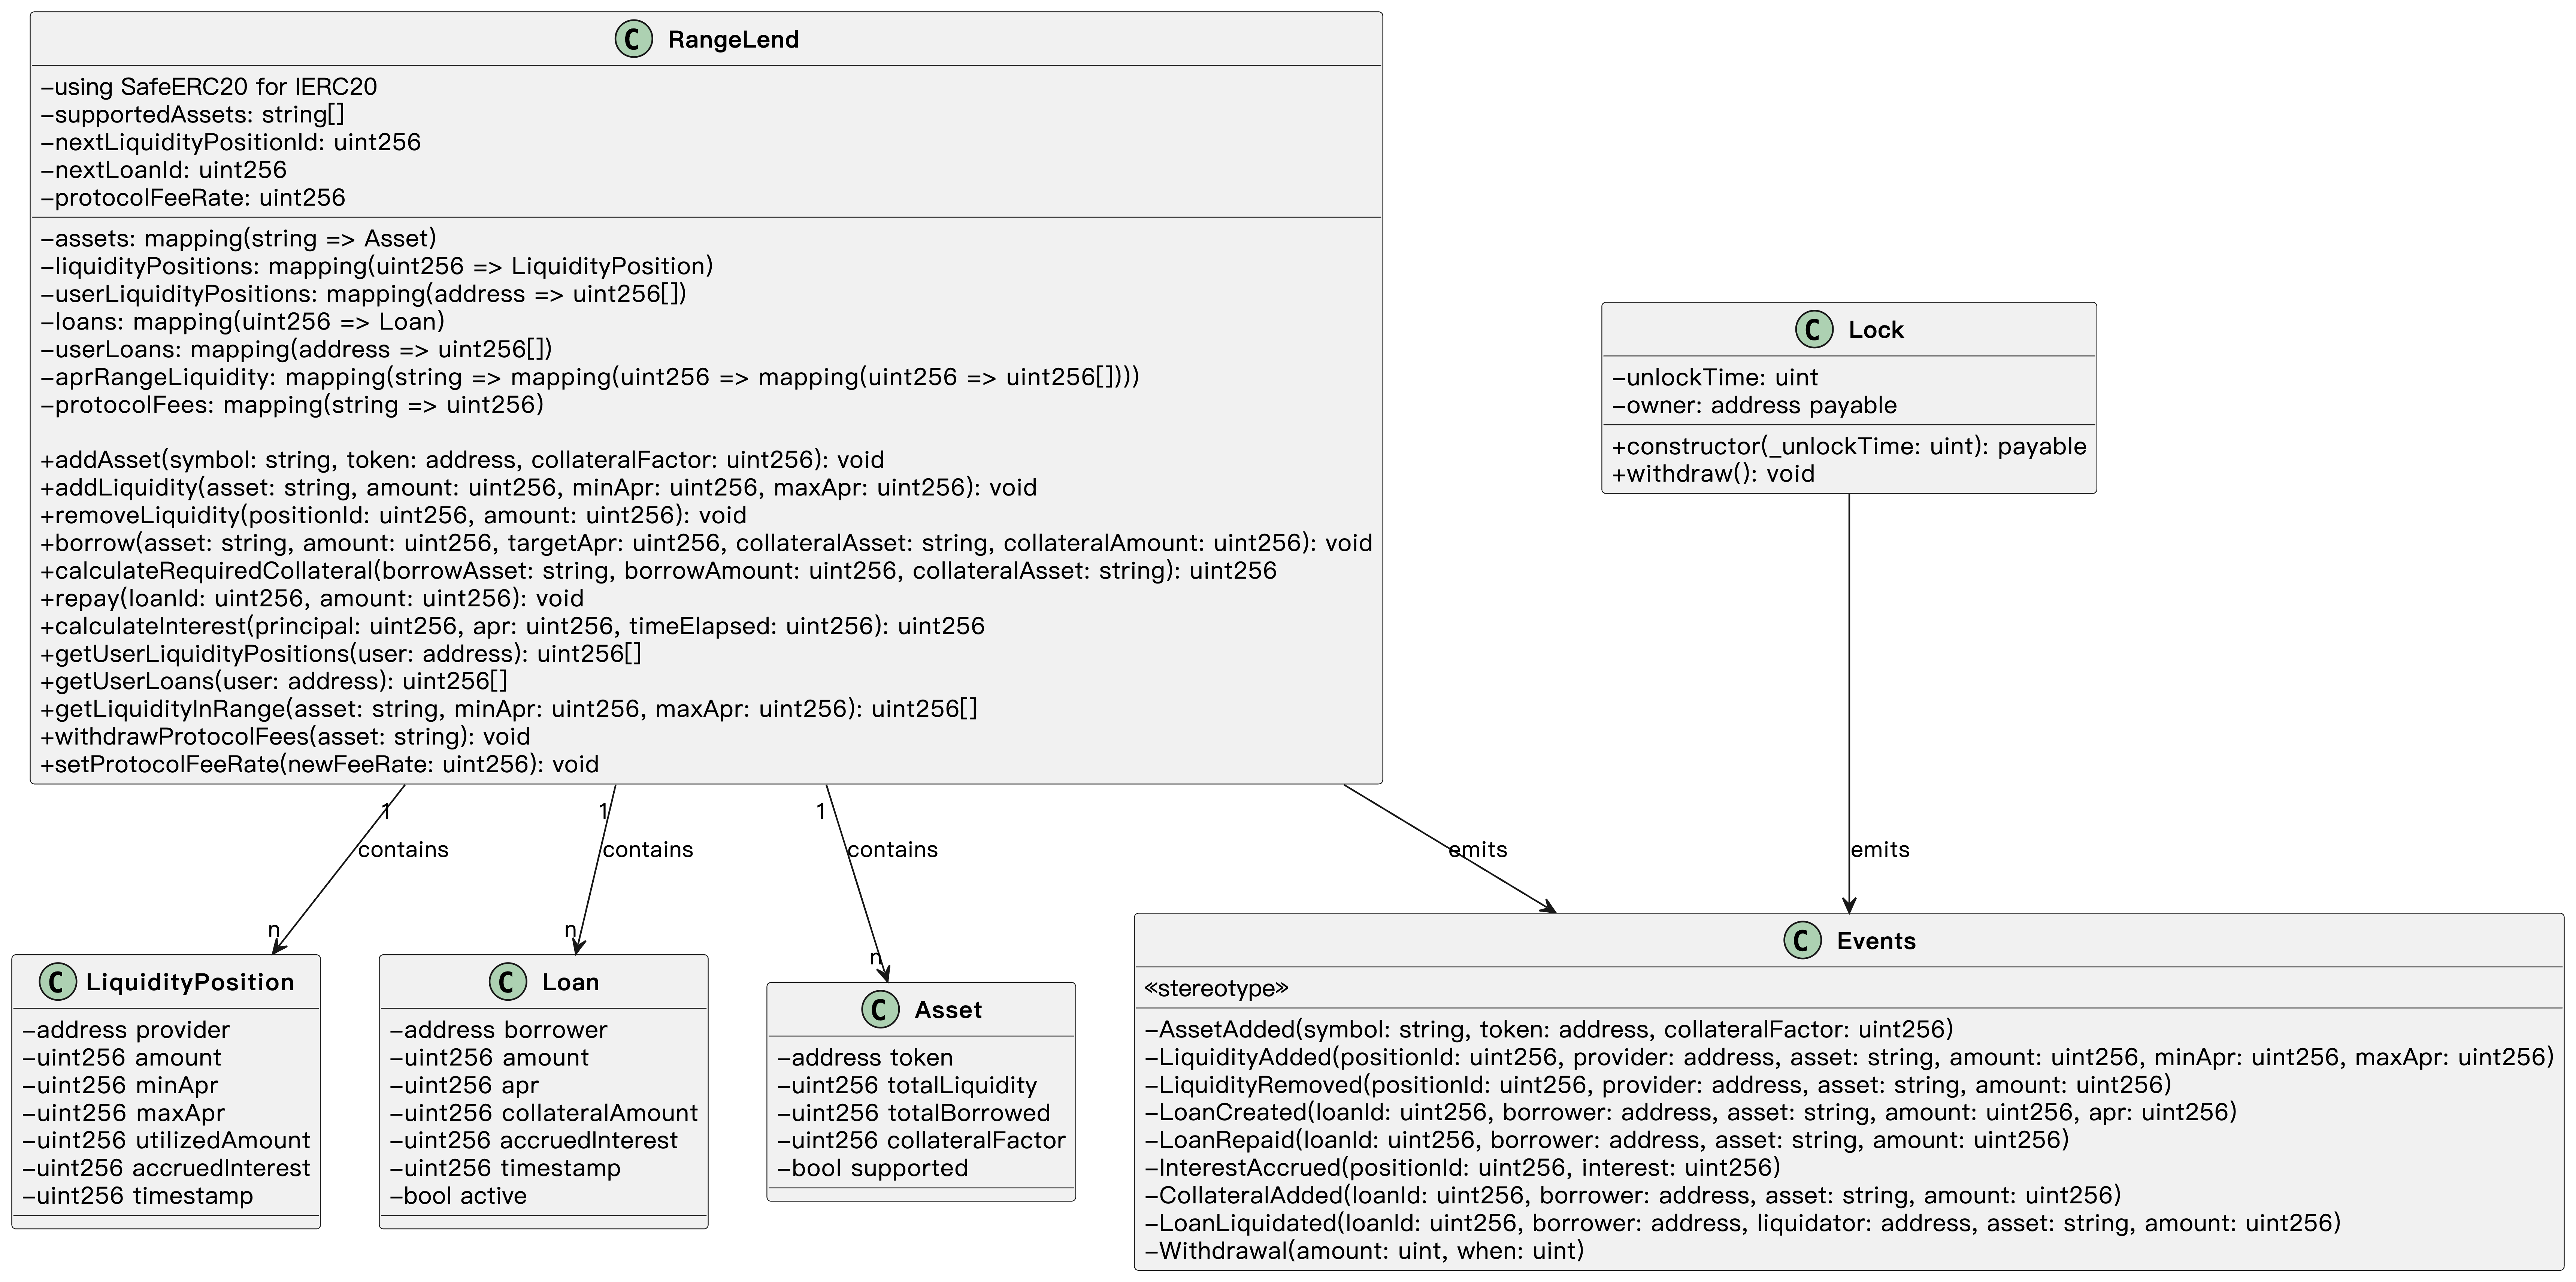 C RangeLend
-using SafeERC20 for IERC20
-supportedAssets: string[]
-nextLiquidityPositionId: uint256
-nextLoanId: uint256
-protocolFeeRate: uint256
-assets: mapping(string => Asset)
-liquidityPositions: mapping(uint256 => LiquidityPosition)
-userLiquidityPositions: mapping(address => uint256[])
-loans: mapping(uint256 => Loan)
-userLoans: mapping(address => uint256[])
-aprRangeLiquidity: mapping(string => mapping(uint256 => mapping(uint256 => uint256[])))
-protocolFees: mapping(string => uint256)
+addAsset(symbol: string, token: address, collateralFactor: uint256): void
+addLiquidity(asset: string, amount: uint256, minApr: uint256, maxApr: uint256): void
+removeLiquidity(positionId: uint256, amount: uint256): void
+borrow(asset: string, amount: uint256, targetApr: uint256, collateralAsset: string, collateralAmount: uint256): void
+calculateRequiredCollateral(borrowAsset: string, borrowAmount: uint256, collateralAsset: string): uint256
+repay(loanId: uint256, amount: uint256): void
+calculateInterest(principal: uint256, apr: uint256, timeElapsed: uint256): uint256
+getUserLiquidityPositions(user: address): uint256[]
+getUserLoans(user: address): uint256[]
+getLiquidityInRange(asset: string, minApr: uint256, maxApr: uint256): uint256[]
+withdrawProtocolFees(asset: string): void
+setProtocolFeeRate(newFeeRate: uint256): void
C Lock
-unlockTime: uint
-owner: address payable
+constructor(_unlockTime: uint): payable
+withdraw(): void
1
contains
n
1
contains
n
1
contains
n
emits
emits
C LiquidityPosition
-address provider
-uint256 amount
-uint256 minApr
-uint256 maxApr
-uint256 utilizedAmount
-uint256 accruedInterest
-uint256 timestamp
C Loan
-address borrower
-uint256 amount
-uint256 apr
-uint256 collateralAmount
-uint256 accruedInterest
-uint256 timestamp
-bool active
C Asset
-address token
-uint256 totalLiquidity
-uint256 totalBorrowed
-uint256 collateralFactor
-bool supported
C Events
«stereotype»
-AssetAdded(symbol: string, token: address, collateralFactor: uint256)
-LiquidityAdded(positionId: uint256, provider: address, asset: string, amount: uint256, minApr: uint256, maxApr: uint256)
-LiquidityRemoved(positionId: uint256, provider: address, asset: string, amount: uint256)
-LoanCreated(loanId: uint256, borrower: address, asset: string, amount: uint256, apr: uint256)
-LoanRepaid(loanId: uint256, borrower: address, asset: string, amount: uint256)
-InterestAccrued(positionId: uint256, interest: uint256)
-CollateralAdded(loanId: uint256, borrower: address, asset: string, amount: uint256)
-LoanLiquidated(loanId: uint256, borrower: address, liquidator: address, asset: string, amount: uint256)
-Withdrawal(amount: uint, when: uint)